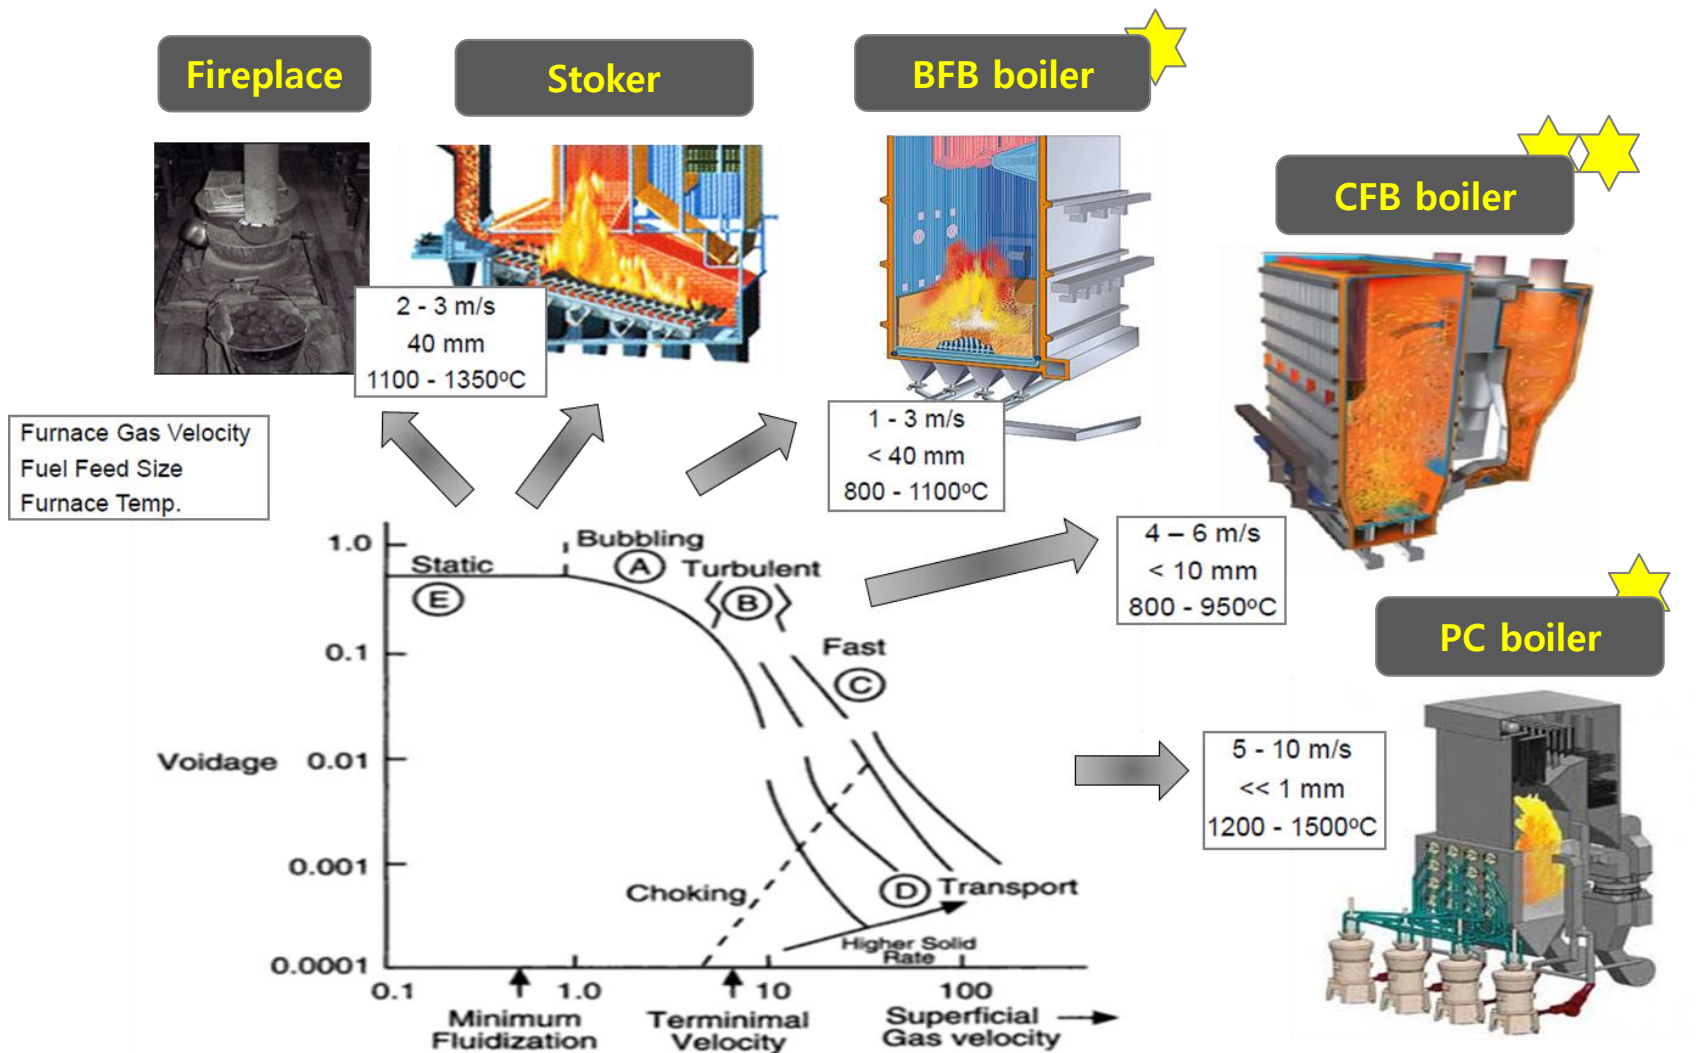 Fireplace
Stoker
BFB boiler
CFB boiler
PC boiler
2 - 3 m/s
40 mm
1100 - 1350ºC
Furnace Gas Velocity
Fuel Feed Size
Furnace Temp.
1 - 3 m/s
< 40 mm
800 - 1100ºC
4 – 6 m/s
< 10 mm
800 - 950ºC
5 - 10 m/s
<< 1 mm
1200 - 1500ºC
1.0
Static
E
Bubbling
A
Turbulent
B
0.1
Fast
C
Voidage
0.01
0.001
Choking
D
Transport
Higher Solid
Rate
0.0001
0.1
1.0
10
100
Minimum
Fluidization
Terminimal
Velocity
Superficial
Gas velocity